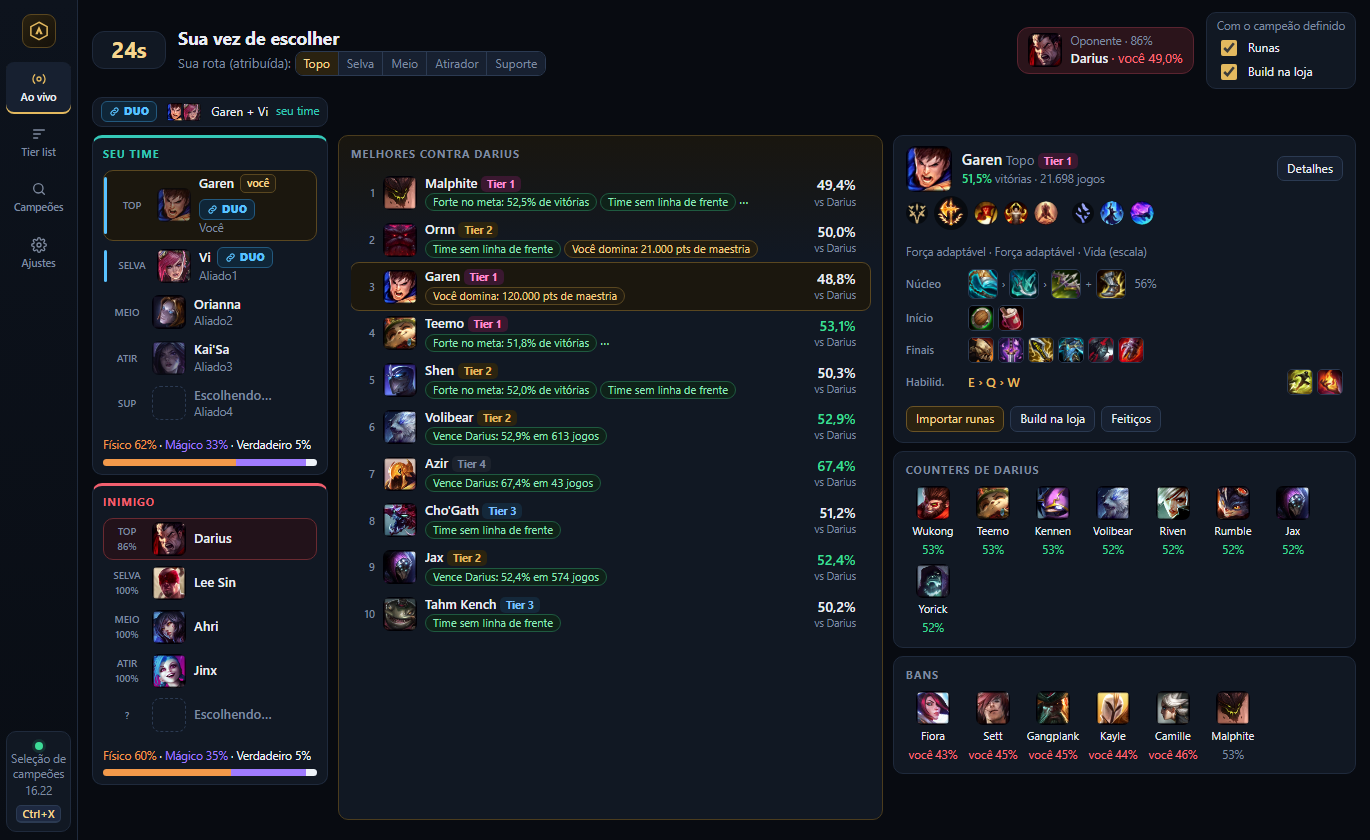 24s
Sua vez de escolher
Sua rota (atribuída): Topo Selva Meio Atirador Suporte
Oponente · 86%
Darius · você 49,0%
Com o campeão definido
Runas
Build na loja
Ao vivo
Tier list
Campeões
Ajustes
Seleção de
campeões
16.22
Ctrl+X
DUO Garen + Vi seu time
SEU TIME
TOP
Garen você
DUO
Você
SELVA
Vi DUO
Aliado1
MEIO
Orianna
Aliado2
ATIR
Kai'Sa
Aliado3
SUP
Escolhendo...
Aliado4
Físico 62% · Mágico 33% · Verdadeiro 5%
INIMIGO
TOP
86%
Darius
SELVA
100%
Lee Sin
MEIO
100%
Ahri
ATIR
100%
Jinx
?
Escolhendo...
Físico 60% · Mágico 35% · Verdadeiro 5%
MELHORES CONTRA DARIUS
1
Malphite Tier 1
Forte no meta: 52,5% de vitórias Time sem linha de frente ...
49,4%
vs Darius
2
Ornn Tier 2
Time sem linha de frente Você domina: 21.000 pts de maestria
50,0%
vs Darius
3
Garen Tier 1
Você domina: 120.000 pts de maestria
48,8%
vs Darius
4
Teemo Tier 1
Forte no meta: 51,8% de vitórias ...
53,1%
vs Darius
5
Shen Tier 2
Forte no meta: 52,0% de vitórias Time sem linha de frente
50,3%
vs Darius
6
Volibear Tier 2
Vence Darius: 52,9% em 613 jogos
52,9%
vs Darius
7
Azir Tier 4
Vence Darius: 67,4% em 43 jogos
67,4%
vs Darius
8
Cho'Gath Tier 3
Time sem linha de frente
51,2%
vs Darius
9
Jax Tier 2
Vence Darius: 52,4% em 574 jogos
52,4%
vs Darius
10
Tahm Kench Tier 3
Time sem linha de frente
50,2%
vs Darius
Garen Topo Tier 1
51,5% vitórias · 21.698 jogos
Detalhes
Força adaptável · Força adaptável · Vida (escala)
Núcleo › › + 56%
Início
Finais
Habilid. E › Q › W
Importar runas Build na loja Feitiços
COUNTERS DE DARIUS
Wukong Teemo Kennen Volibear Riven Rumble Jax
53% 53% 53% 52% 52% 52% 52%
Yorick
52%
BANS
Fiora Sett Gangplank Kayle Camille Malphite
você 43% você 45% você 45% você 44% você 46% 53%